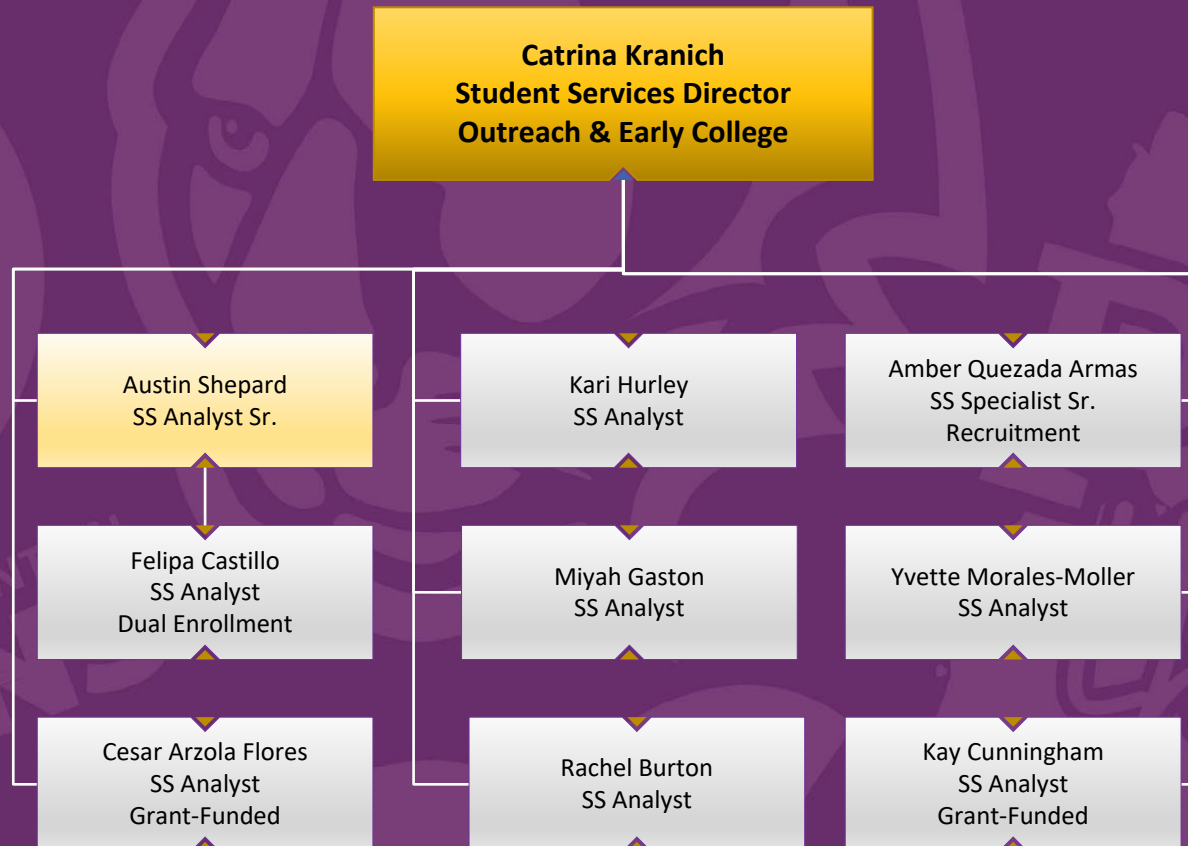 Catrina Kranich
Student Services Director
Outreach & Early College
Austin Shepard
SS Analyst Sr.
Kari Hurley
SS Analyst
Amber Quezada Armas
SS Specialist Sr.
Recruitment
Felipa Castillo
SS Analyst
Dual Enrollment
Miyah Gaston
SS Analyst
Yvette Morales-Moller
SS Analyst
Cesar Arzola Flores
SS Analyst
Grant-Funded
Rachel Burton
SS Analyst
Kay Cunningham
SS Analyst
Grant-Funded